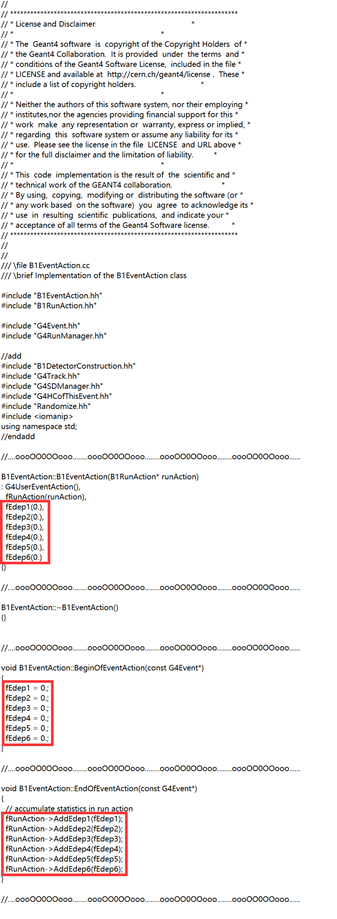 //
// ********************************************************************
// * License and Disclaimer *
// * *
// * The Geant4 software is copyright of the Copyright Holders of *
// * the Geant4 Collaboration. It is provided under the terms and *
// * conditions of the Geant4 Software License, included in the file *
// * LICENSE and available at http://cern.ch/geant4/license . These *
// * include a list of copyright holders. *
// * *
// * Neither the authors of this software system, nor their employing *
// * institutes,nor the agencies providing financial support for this *
// * work make any representation or warranty, express or implied, *
// * regarding this software system or assume any liability for its *
// * use. Please see the license in the file LICENSE and URL above *
// * for the full disclaimer and the limitation of liability. *
// * *
// * This code implementation is the result of the scientific and *
// * technical work of the GEANT4 collaboration. *
// * By using, copying, modifying or distributing the software (or *
// * any work based on the software) you agree to acknowledge its *
// * use in resulting scientific publications, and indicate your *
// * acceptance of all terms of the Geant4 Software license. *
// ********************************************************************
//
//
/// \file B1EventAction.cc
/// \brief Implementation of the B1EventAction class
#include "B1EventAction.hh"
#include "B1RunAction.hh"
#include "G4Event.hh"
#include "G4RunManager.hh"
//add
#include "B1DetectorConstruction.hh"
#include "G4Track.hh"
#include "G4SDManager.hh"
#include "G4HCofThisEvent.hh"
#include "Randomize.hh"
#include <iomanip>
using namespace std;
//endadd
//....oooOO0OOooo........oooOO0OOooo........oooOO0OOooo........oooOO0OOooo......
B1EventAction::B1EventAction(B1RunAction* runAction)
: G4UserEventAction(),
fRunAction(runAction),
fEdep1(0.),
fEdep2(0.),
fEdep3(0.),
fEdep4(0.),
fEdep5(0.),
fEdep6(0.)
{}
//....oooOO0OOooo........oooOO0OOooo........oooOO0OOooo........oooOO0OOooo......
B1EventAction::~B1EventAction()
{}
//....oooOO0OOooo........oooOO0OOooo........oooOO0OOooo........oooOO0OOooo......
void B1EventAction::BeginOfEventAction(const G4Event*)
{
fEdep1 = 0.;
fEdep2 = 0.;
fEdep3 = 0.;
fEdep4 = 0.;
fEdep5 = 0.;
fEdep6 = 0.;
}
//....oooOO0OOooo........oooOO0OOooo........oooOO0OOooo........oooOO0OOooo......
void B1EventAction::EndOfEventAction(const G4Event*)
{
// accumulate statistics in run action
fRunAction->AddEdep1(fEdep1);
fRunAction->AddEdep2(fEdep2);
fRunAction->AddEdep3(fEdep3);
fRunAction->AddEdep4(fEdep4);
fRunAction->AddEdep5(fEdep5);
fRunAction->AddEdep6(fEdep6);
}
//....oooOO0OOooo........oooOO0OOooo........oooOO0OOooo........oooOO0OOooo......